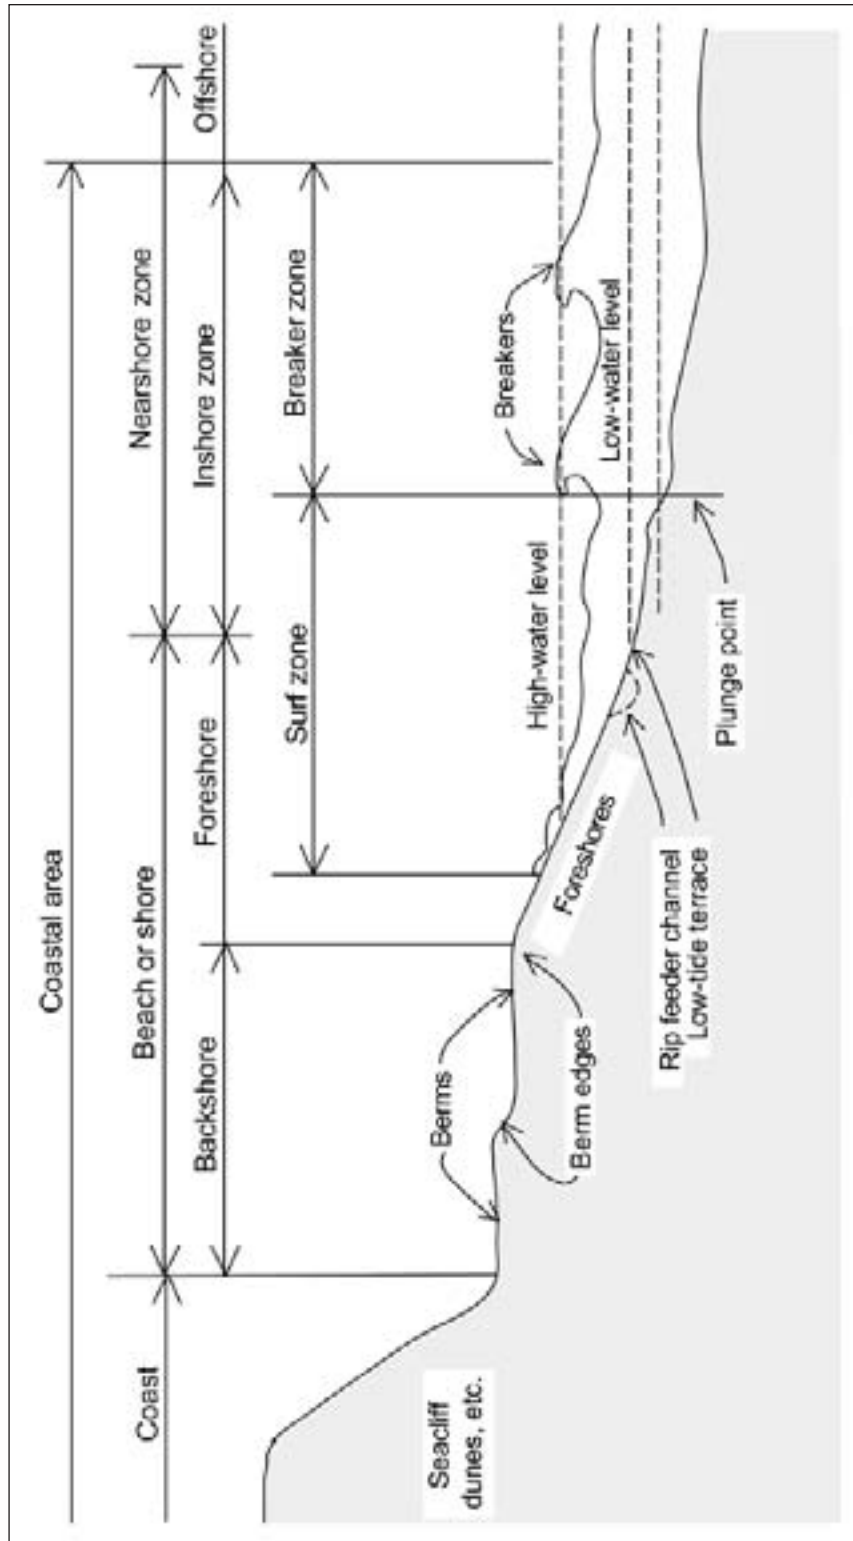 Coastal area
Beach or shore
Nearshore zone
Coast
Backshore
Foreshore
Inshore zone
Offshore
Surf zone
Breaker zone
Berms
High-water level
Breakers
Low-water level
Seacliff
dunes, etc.
Berm edges
Foreshores
Rip feeder channel
Low-tide terrace
Plunge point